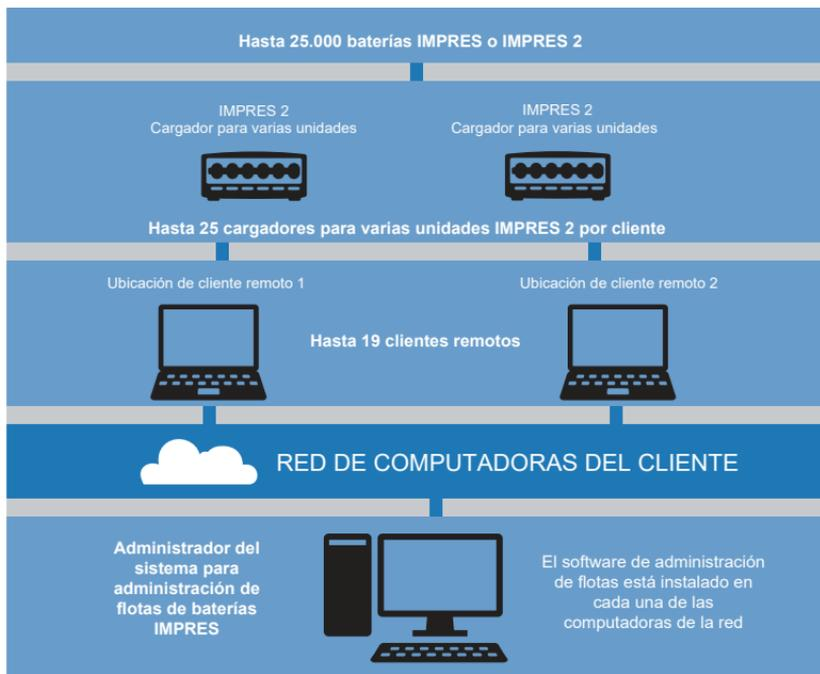 Hasta 25.000 baterías IMPRES o IMPRES 2
IMPRES 2
Cargador para varias unidades
IMPRES 2
Cargador para varias unidades
Hasta 25 cargadores para varias unidades IMPRES 2 por cliente
Ubicación de cliente remoto 1
Ubicación de cliente remoto 2
Hasta 19 clientes remotos
RED DE COMPUTADORAS DEL CLIENTE
Administrador del
sistema para
administración de
flotas de baterías
IMPRES
El software de administración
de flotas está instalado en
cada una de las
computadoras de la red